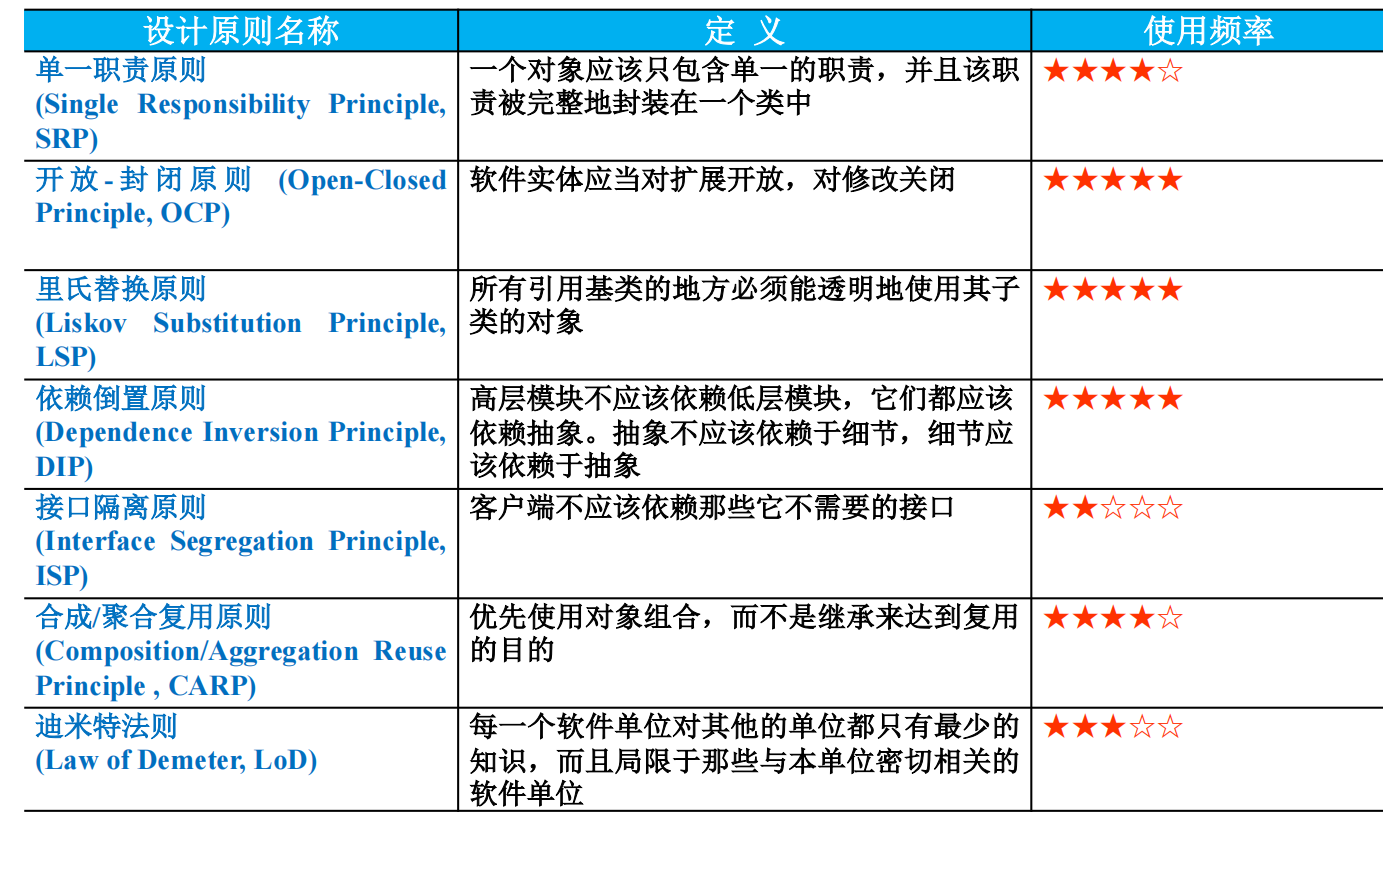 设计原则名称
定 义
使用频率
单一职责原则
(Single Responsibility Principle,
SRP)
一个对象应该只包含单一的职责，并且该职
责被完整地封装在一个类中
★★★★☆
开放-封闭原则 (Open-Closed
Principle, OCP)
软件实体应当对扩展开放，对修改关闭
★★★★★
里氏替换原则
(Liskov Substitution Principle,
LSP)
所有引用基类的地方必须能透明地使用其子
类的对象
★★★★★
依赖倒置原则
(Dependence Inversion Principle,
DIP)
高层模块不应该依赖低层模块，它们都应该
依赖抽象。抽象不应该依赖于细节，细节应
该依赖于抽象
★★★★★
接口隔离原则
(Interface Segregation Principle,
ISP)
客户端不应该依赖那些它不需要的接口
★★☆☆☆
合成/聚合复用原则
(Composition/Aggregation Reuse
Principle , CARP)
优先使用对象组合，而不是继承来达到复用
的目的
★★★★☆
迪米特法则
(Law of Demeter, LoD)
每一个软件单位对其他的单位都只有最少的
知识，而且局限于那些与本单位密切相关的
软件单位
★★★☆☆